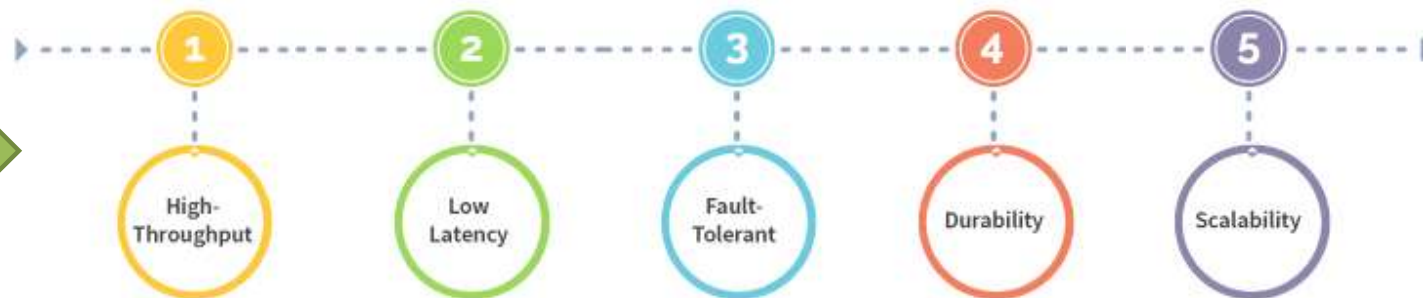 1
2
3
4
5
High-
Throughput
Low
Latency
Fault-
Tolerant
Durability
Scalability